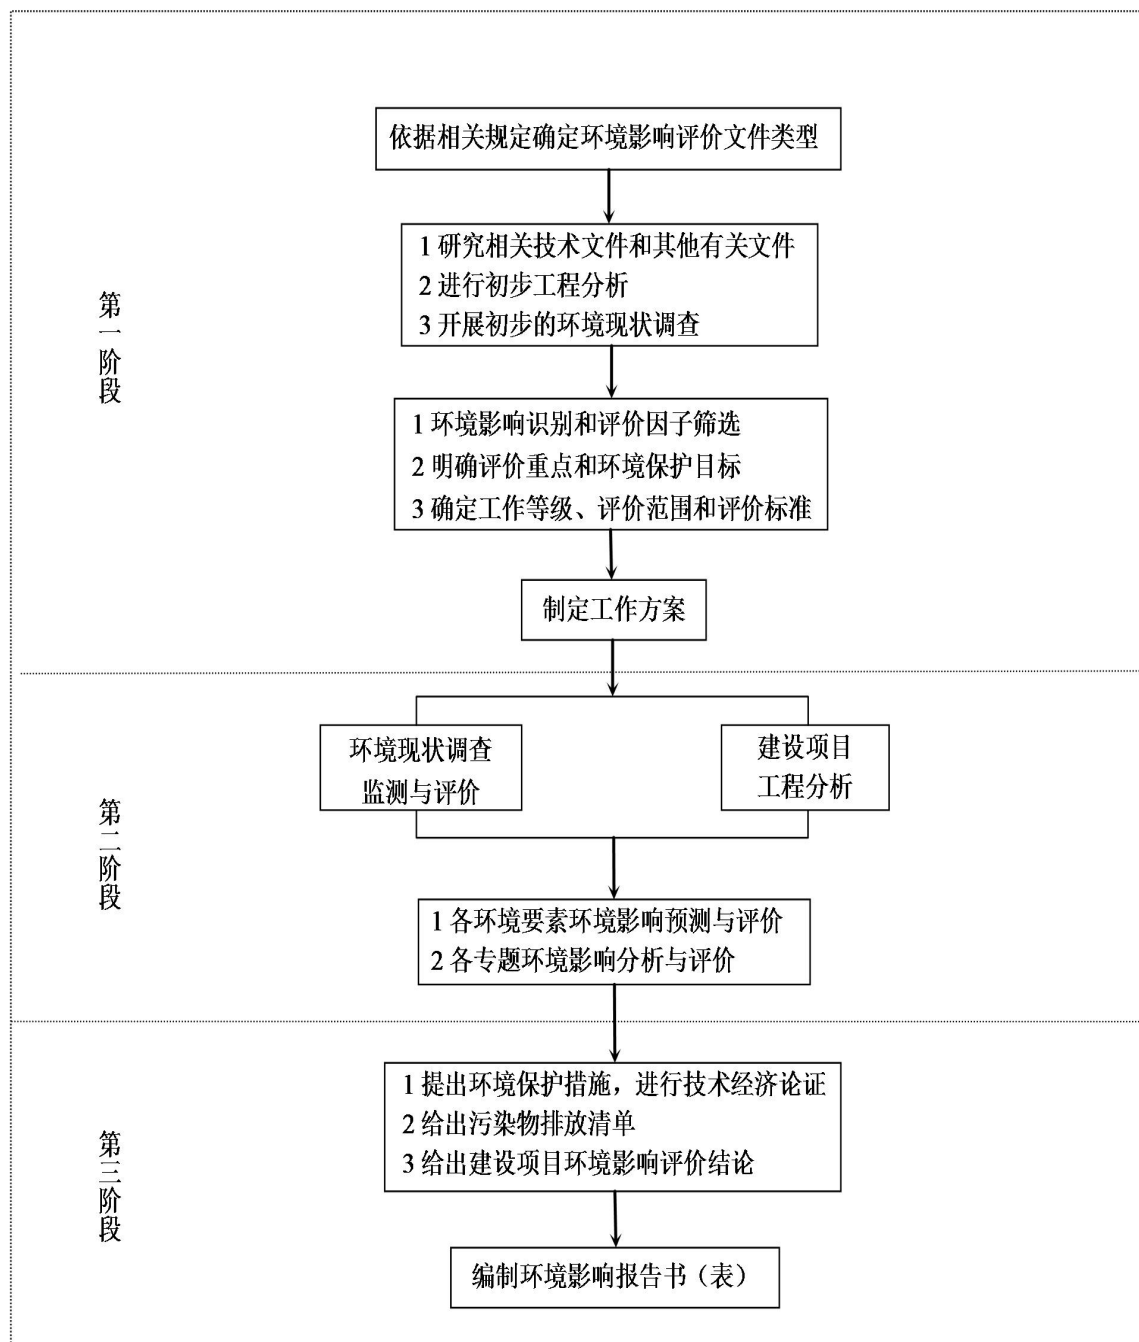 依据相关规定确定环境影响评价文件类型
1 研究相关技术文件和其他有关文件
2 进行初步工程分析
3 开展初步的环境现状调查
第一阶段
1 环境影响识别和评价因子筛选
2 明确评价重点和环境保护目标
3 确定工作等级、评价范围和评价标准
制定工作方案
环境现状调查
监测与评价
建设项目
工程分析
第二阶段
1 各环境要素环境影响预测与评价
2 各专题环境影响分析与评价
1 提出环境保护措施，进行技术经济论证
2 给出污染物排放清单
3 给出建设项目环境影响评价结论
第三阶段
编制环境影响报告书（表）